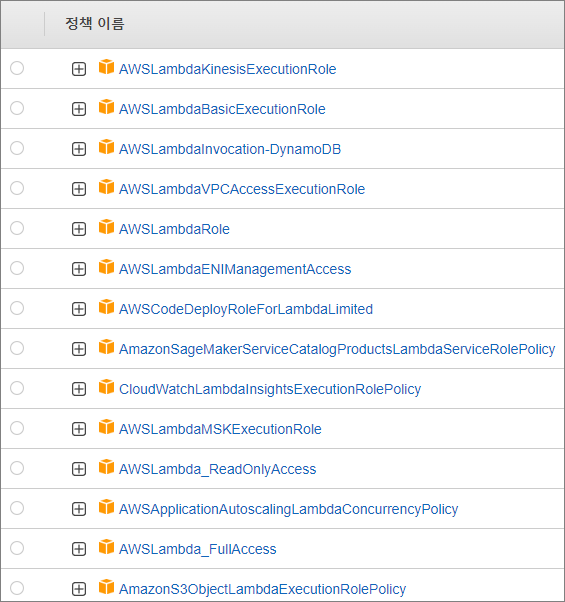 정책 이름
AWSLambdaKinesisExecutionRole
AWSLambdaBasicExecutionRole
AWSLambdaInvocation-DynamoDB
AWSLambdaVPCAccessExecutionRole
AWSLambdaRole
AWSLambdaENIManagementAccess
AWSCodeDeployRoleForLambdaLimited
AmazonSageMakerServiceCatalogProductsLambdaServiceRolePolicy
CloudWatchLambdaInsightsExecutionRolePolicy
AWSLambdaMSKExecutionRole
AWSLambda_ReadOnlyAccess
AWSApplicationAutoscalingLambdaConcurrencyPolicy
AWSLambda_FullAccess
AmazonS3ObjectLambdaExecutionRolePolicy